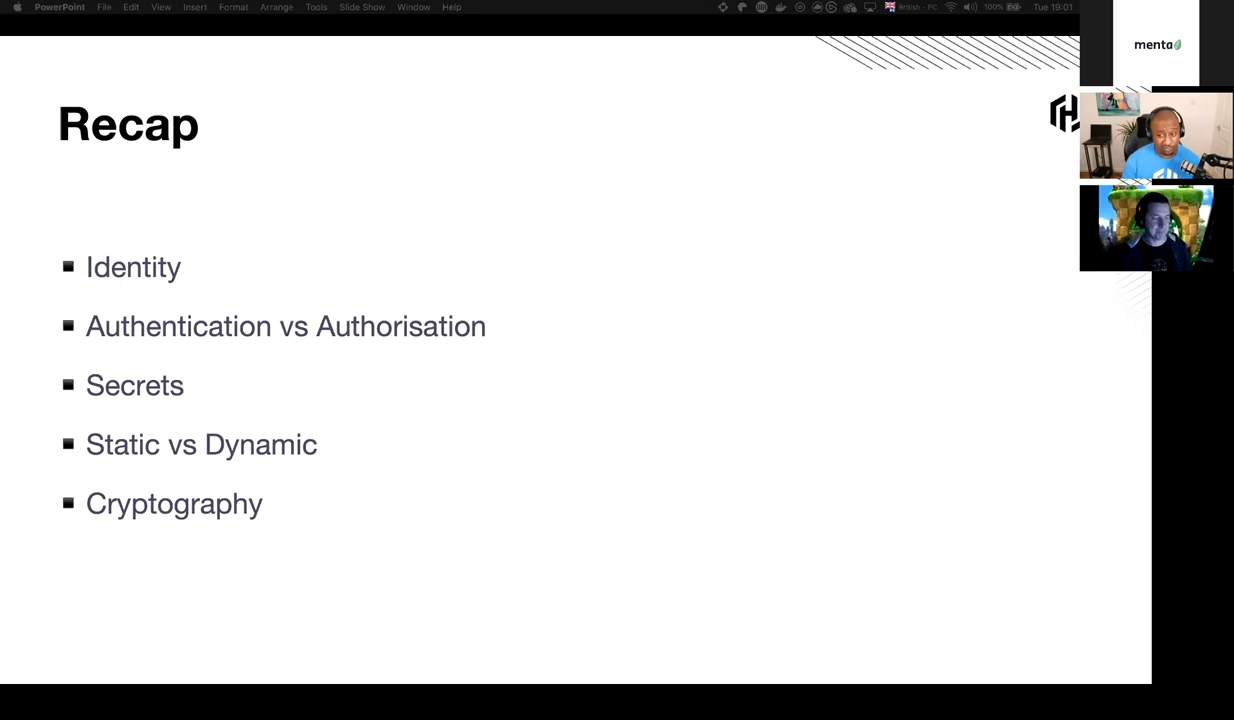 PowerPoint File Edit View Insert Format Arrange Tools Slide Show Window Help British - PC 100% Tue 19:01
menta
Recap
Identity
Authentication vs Authorisation
Secrets
Static vs Dynamic
Cryptography